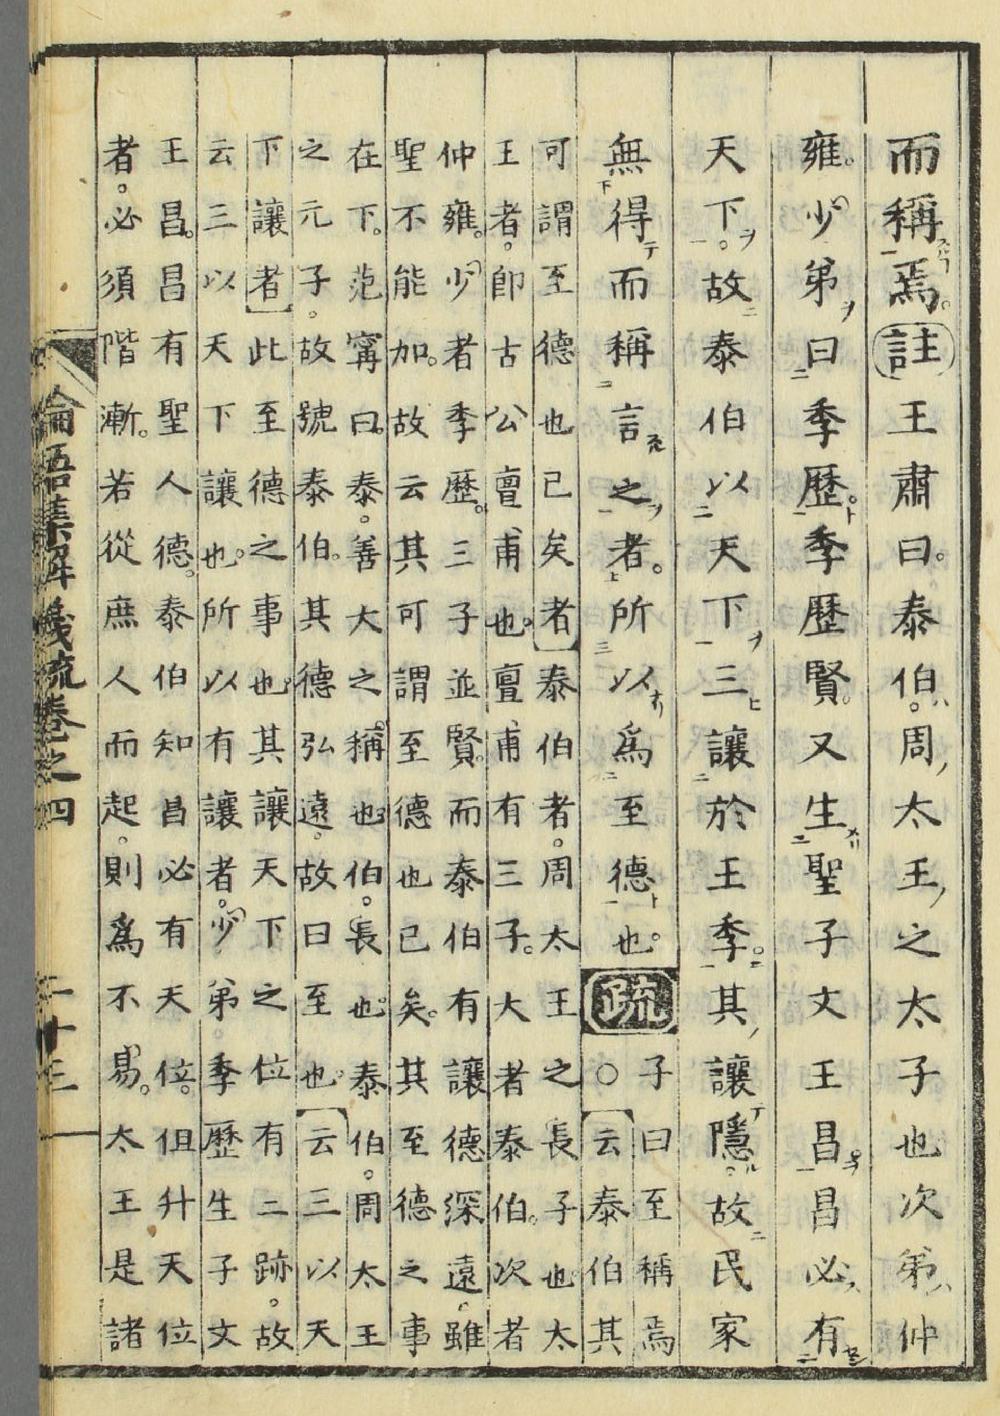 而稱焉註王肅曰泰伯周太王之太子也次弟仲
雍少弟曰季歷季歷賢又生聖子文王昌昌必有
天下故泰伯以天下三讓於王季其讓隱故民家
無得而稱言之者所以爲至德也疏
子曰至稱焉
○云泰伯其
可謂至德也已矣者泰伯者周太王之長子也太
王者卽古公亶甫也亶甫有三子大者泰伯次者
仲雍少者季歷三子並賢而泰伯有讓德深遠雖
聖不能加故云其可謂至德也已矣其至德之事
在下范寗曰泰善大之稱也伯長也泰伯周太王
之元子故號泰伯其德弘遠故曰至也云三以天
下讓者此至德之事也其讓天下之位有二跡故
云三以天下讓也所以有讓者少弟季歷生子文
王昌昌有聖人德泰伯知昌必有天位但升天位
者必須階漸若從庶人而起則爲不易太王是諸
論語集解義疏卷之四
二十三